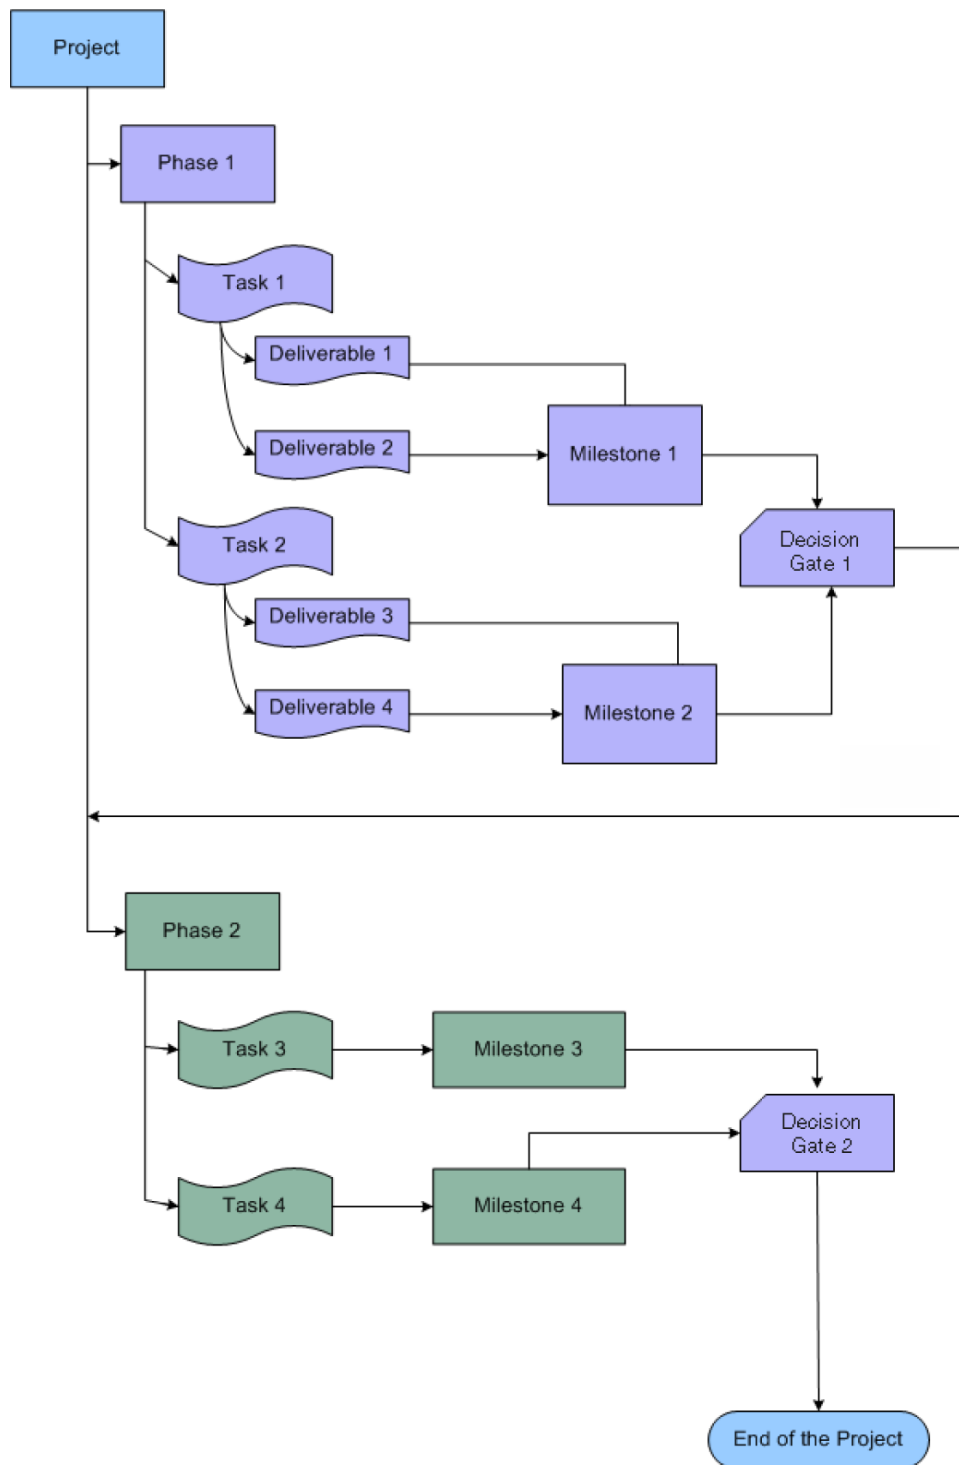 Project
Phase 1
Task 1
Deliverable 1
Deliverable 2
Milestone 1
Decision
Gate 1
Task 2
Deliverable 3
Deliverable 4
Milestone 2
Phase 2
Task 3
Milestone 3
Decision
Gate 2
Task 4
Milestone 4
End of the Project